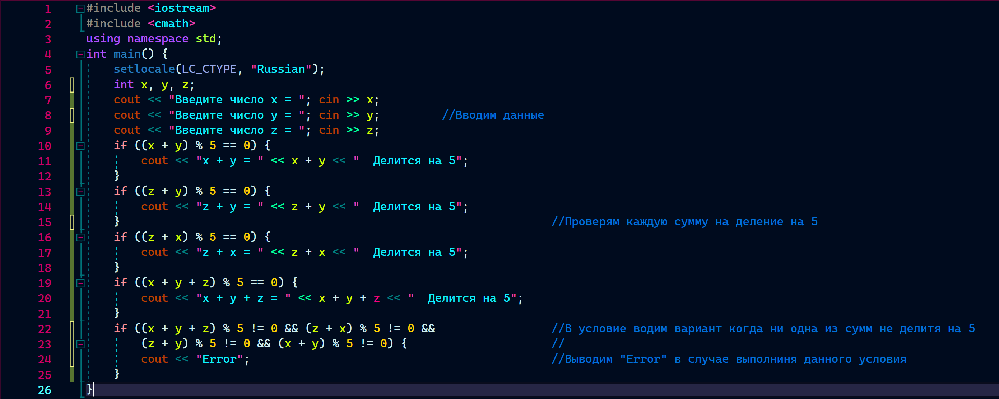 1 #include <iostream>
2 #include <cmath>
3 using namespace std;
4 int main() {
5 setlocale(LC_CTYPE, "Russian");
6 int x, y, z;
7 cout << "Введите число x = "; cin >> x;
8 cout << "Введите число y = "; cin >> y; //Вводим данные
9 cout << "Введите число z = "; cin >> z;
10 if ((x + y) % 5 == 0) {
11 cout << "x + y = " << x + y << "  Делится на 5";
12 }
13 if ((z + y) % 5 == 0) {
14 cout << "z + y = " << z + y << "  Делится на 5";
15 } //Проверям каждую сумму на деление на 5
16 if ((z + x) % 5 == 0) {
17 cout << "z + x = " << z + x << "  Делится на 5";
18 }
19 if ((x + y + z) % 5 == 0) {
20 cout << "x + y + z = " << x + y + z << "  Делится на 5";
21 }
22 if ((x + y + z) % 5 != 0 && (z + x) % 5 != 0 && //В условие водим вариант когда ни одна из сумм не делитя на 5
23 (z + y) % 5 != 0 && (x + y) % 5 != 0) { //
24 cout << "Error"; //Выводим "Error" в случае выполниня данного условия
25 }
26 }